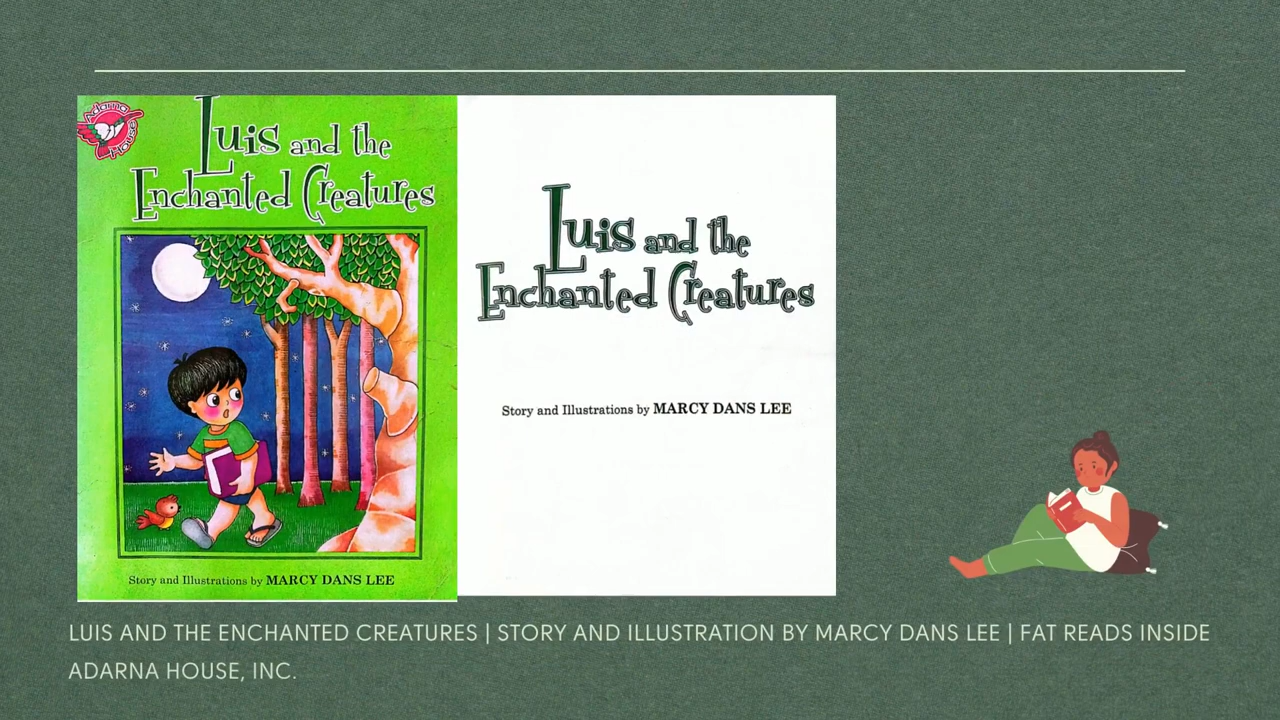 Adarna
House
Luis and the
Enchanted Creatures
Story and Illustrations by MARCY DANS LEE
Luis and the
Enchanted Creatures
Story and Illustrations by MARCY DANS LEE
LUIS AND THE ENCHANTED CREATURES | STORY AND ILLUSTRATION BY MARCY DANS LEE | FAT READS INSIDE
ADARNA HOUSE, INC.